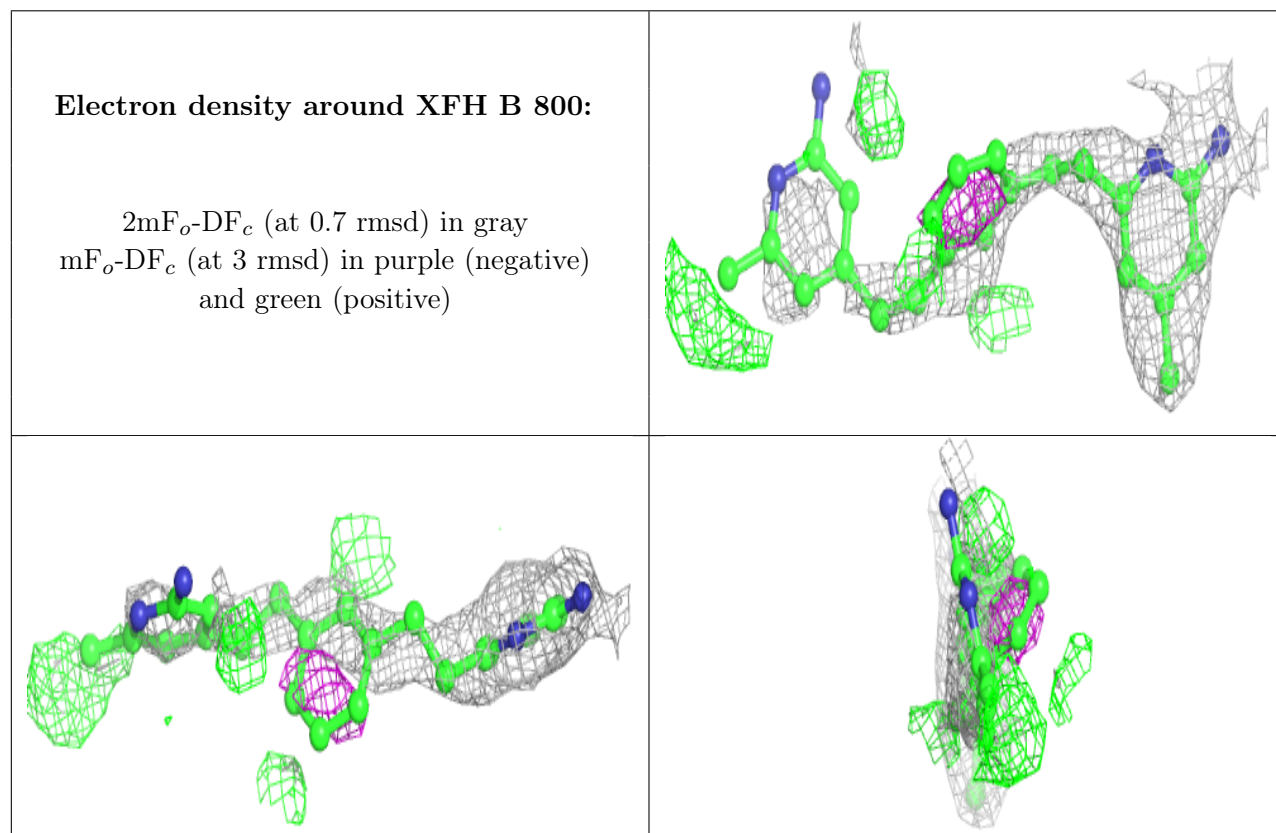 Electron density around XFH B 800:
2mFo-DFc (at 0.7 rmsd) in gray
mFo-DFc (at 3 rmsd) in purple (negative)
and green (positive)